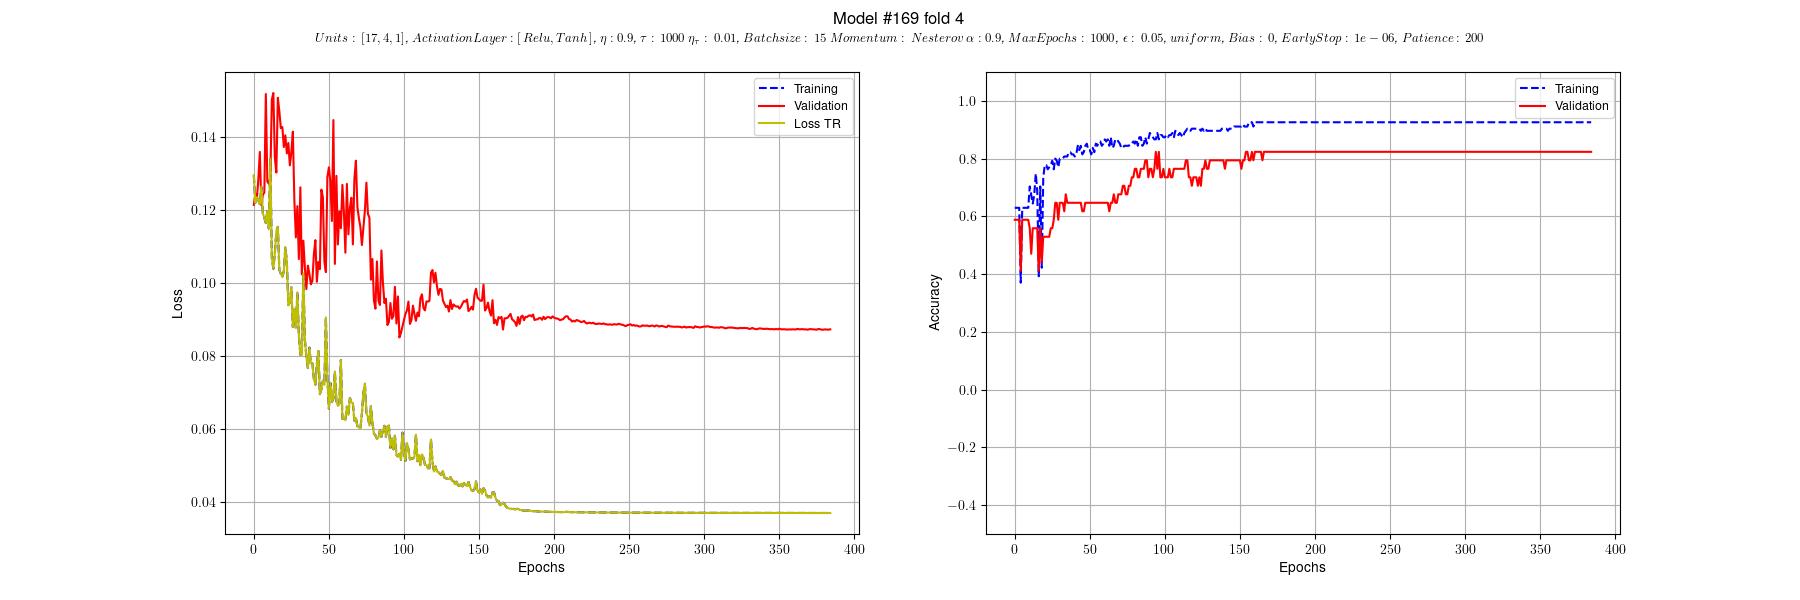 Model #169 fold 4
Units : [17, 4, 1], ActivationLayer : [ Relu, Tanh ], η : 0.9, τ : 1000 η_τ : 0.01, Batchsize : 15 Momentum : Nesterov α : 0.9, MaxEpochs : 1000, ϵ : 0.05, uniform, Bias : 0, EarlyStop : 1e − 06, Patience : 200
Training
Validation
Loss TR
0.14
0.12
0.10
0.08
0.06
0.04
Loss
0 50 100 150 200 250 300 350 400
Epochs
Training
Validation
1.0
0.8
0.6
0.4
0.2
0.0
−0.2
−0.4
Accuracy
0 50 100 150 200 250 300 350 400
Epochs